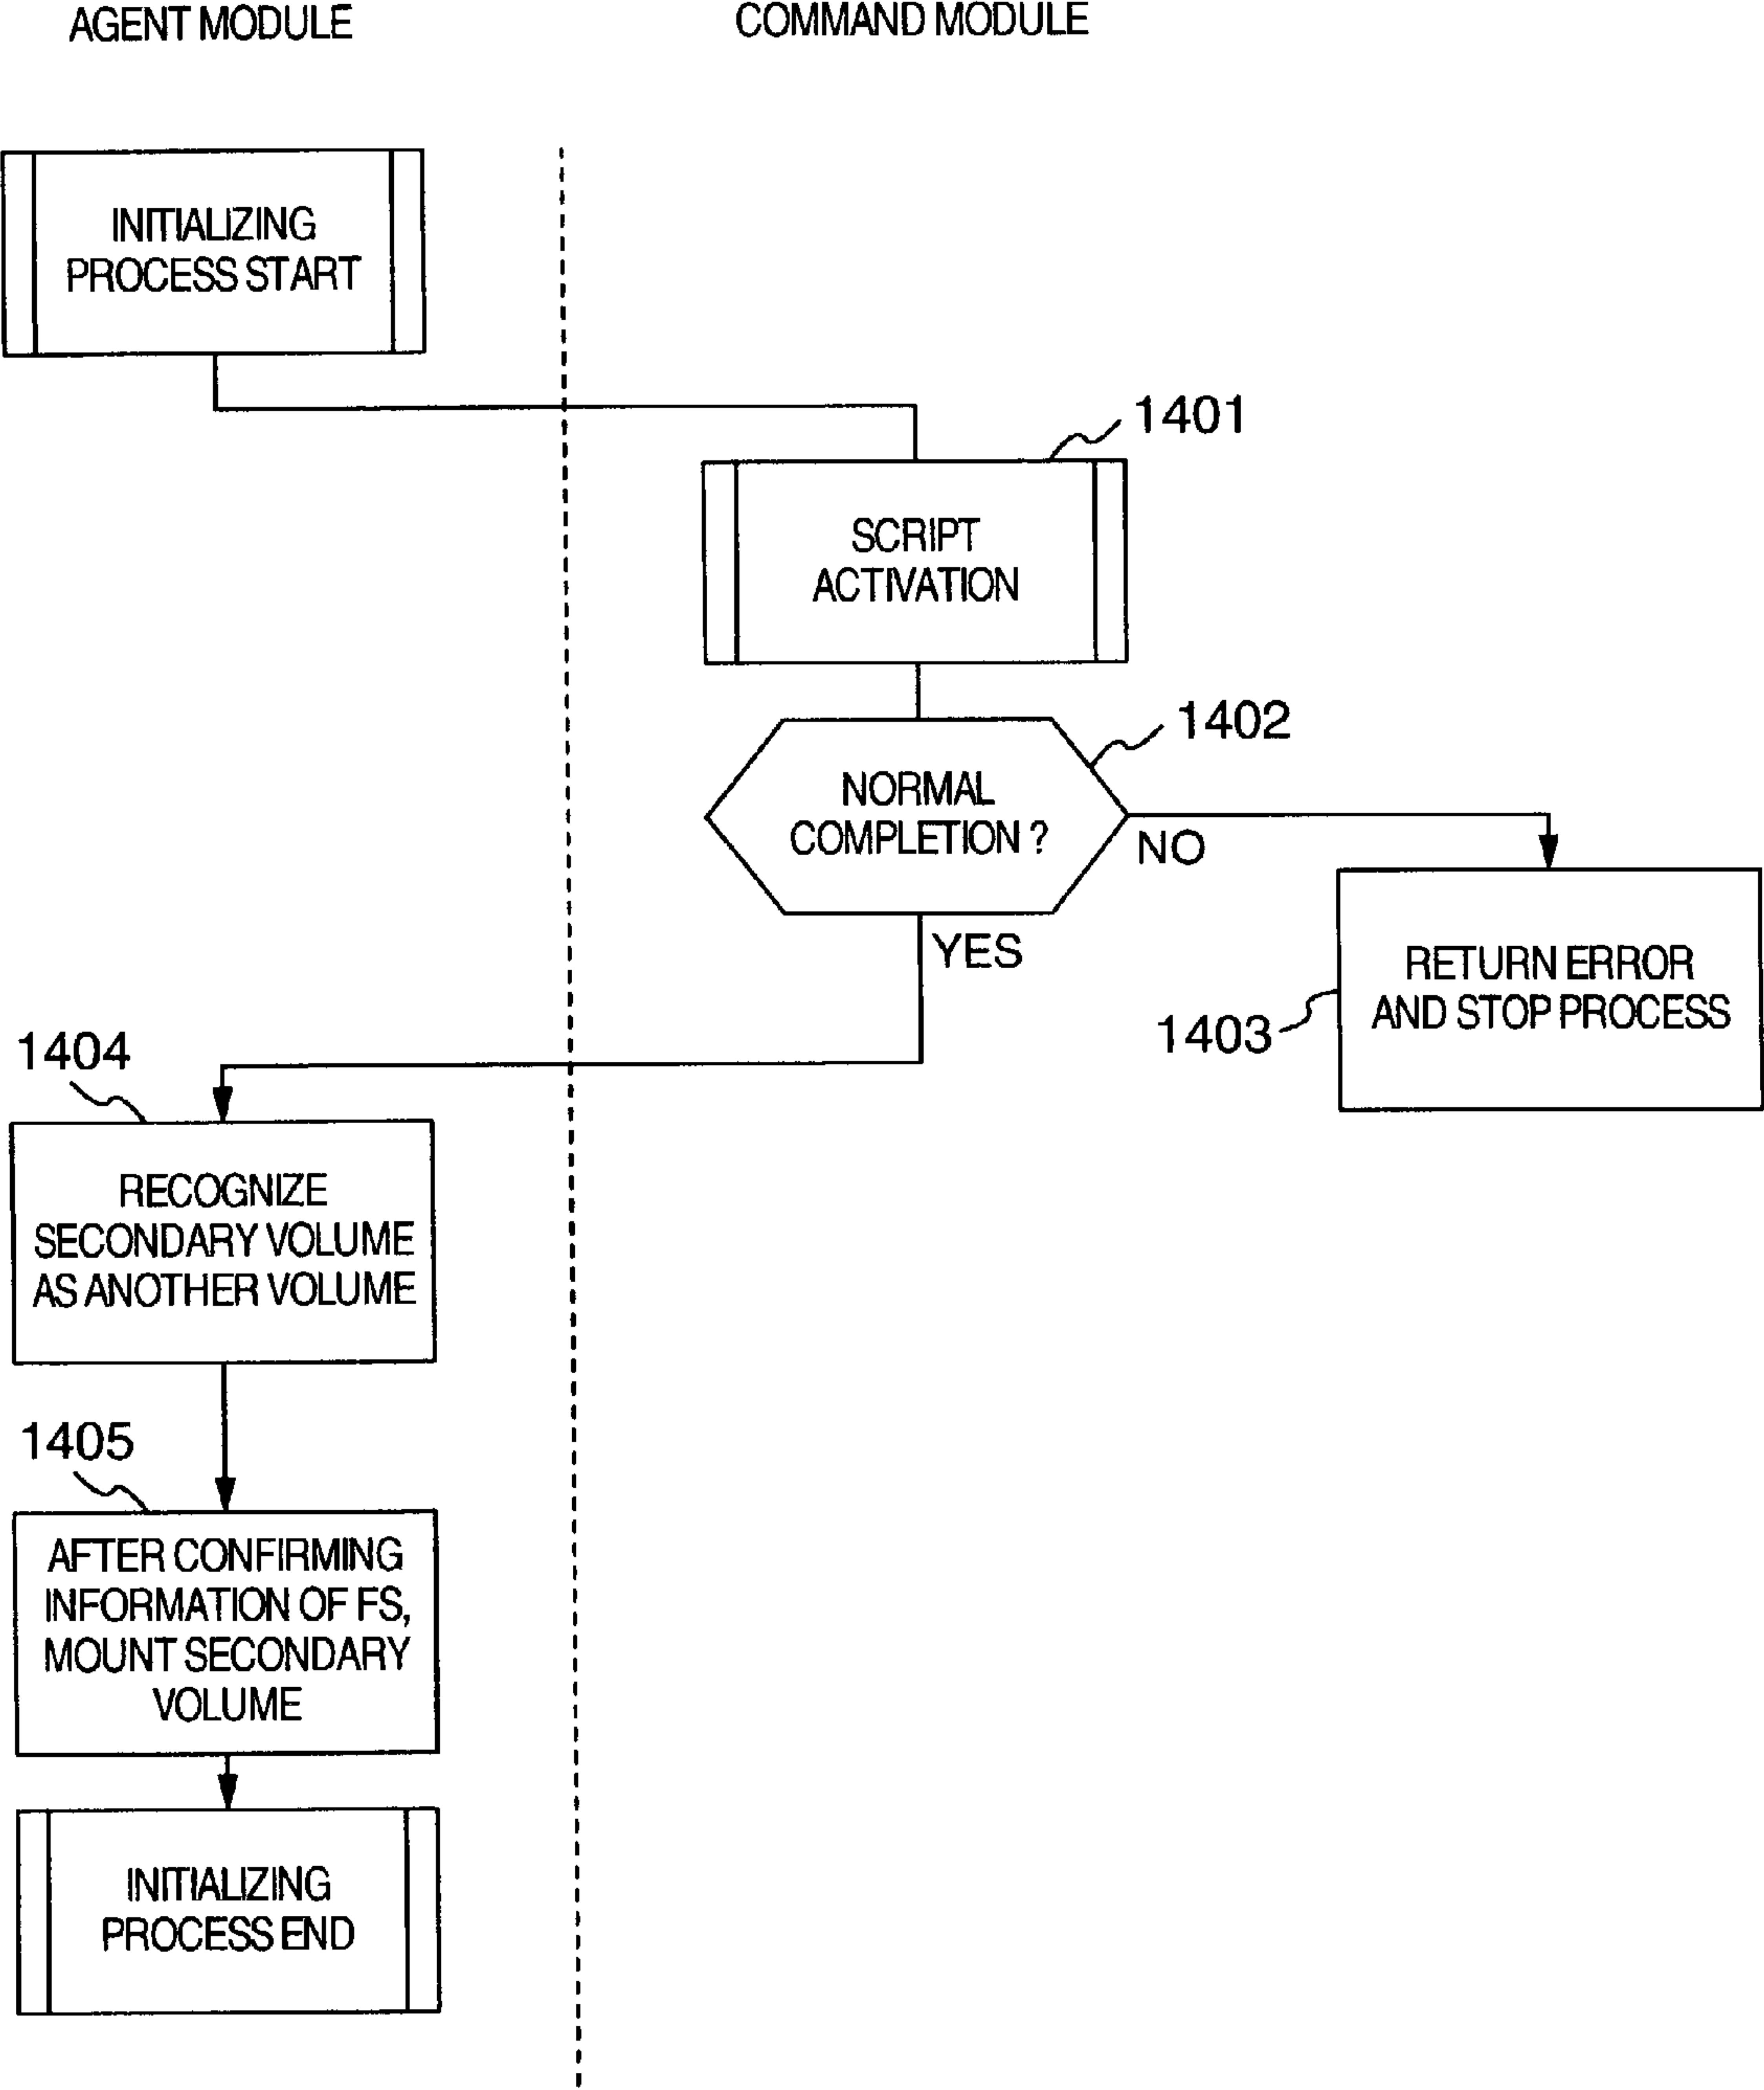 AGENT MODULE
COMMAND MODULE
INITIALIZING
PROCESS START
1401
SCRIPT
ACTIVATION
1402
NORMAL
COMPLETION ?
NO
YES
RETURN ERROR
AND STOP PROCESS
1403
1404
RECOGNIZE
SECONDARY VOLUME
AS ANOTHER VOLUME
1405
AFTER CONFIRMING
INFORMATION OF FS,
MOUNT SECONDARY
VOLUME
INITIALIZING
PROCESS END